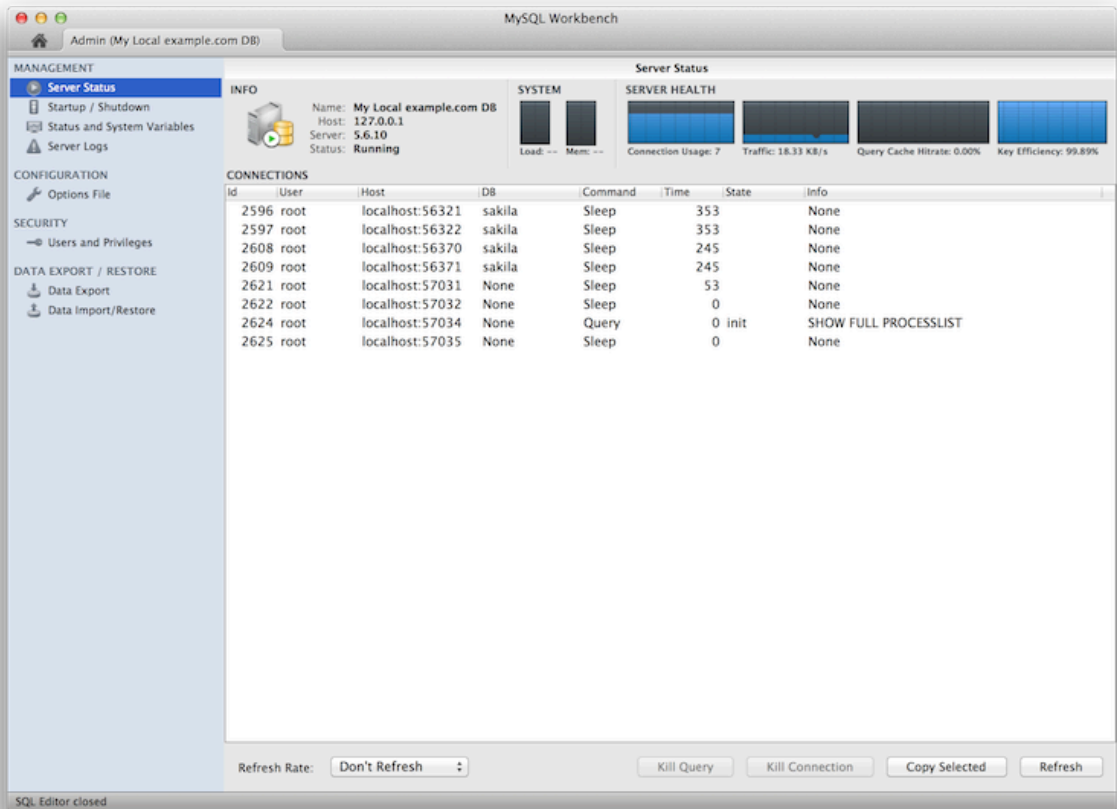 MySQL Workbench
Admin (My Local example.com DB)
MANAGEMENT
Server Status
Startup / Shutdown
Status and System Variables
Server Logs
CONFIGURATION
Options File
SECURITY
Users and Privileges
DATA EXPORT / RESTORE
Data Export
Data Import/Restore
Server Status
INFO
Name: My Local example.com DB
Host: 127.0.0.1
Server: 5.6.10
Status: Running
SYSTEM
Load: -- Mem: --
SERVER HEALTH
Connection Usage: 7 Traffic: 18.33 KB/s Query Cache Hitrate: 0.00% Key Efficiency: 99.89%
CONNECTIONS
Id User Host DB Command Time State Info
2596 root localhost:56321 sakila Sleep 353 None
2597 root localhost:56322 sakila Sleep 353 None
2608 root localhost:56370 sakila Sleep 245 None
2609 root localhost:56371 sakila Sleep 245 None
2621 root localhost:57031 None Sleep 53 None
2622 root localhost:57032 None Sleep 0 None
2624 root localhost:57034 None Query 0 init SHOW FULL PROCESSLIST
2625 root localhost:57035 None Sleep 0 None
Refresh Rate: Don't Refresh Kill Query Kill Connection Copy Selected Refresh
SQL Editor closed